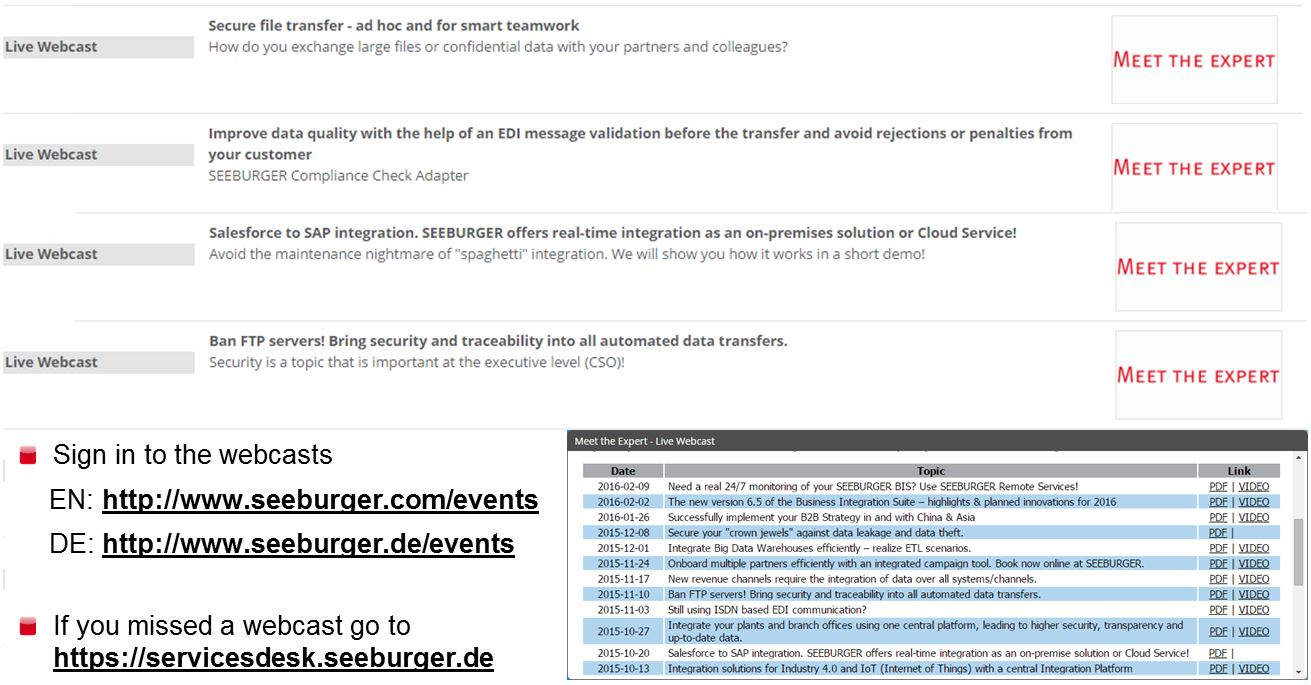 Secure file transfer - ad hoc and for smart teamwork
Live Webcast
How do you exchange large files or confidential data with your partners and colleagues?
MEET THE EXPERT
Improve data quality with the help of an EDI message validation before the transfer and avoid rejections or penalties from
Live Webcast
your customer
SEEBURGER Compliance Check Adapter
MEET THE EXPERT
Salesforce to SAP integration. SEEBURGER offers real-time integration as an on-premises solution or Cloud Service!
Live Webcast
Avoid the maintenance nightmare of "spaghetti" integration. We will show you how it works in a short demo!
MEET THE EXPERT
Ban FTP servers! Bring security and traceability into all automated data transfers.
Live Webcast
Security is a topic that is important at the executive level (CSO)!
MEET THE EXPERT
Sign in to the webcasts
EN: http://www.seeburger.com/events
DE: http://www.seeburger.de/events
If you missed a webcast go to
https://servicesdesk.seeburger.de
Meet the Expert - Live Webcast
Date Topic Link
2016-02-09 Need a real 24/7 monitoring of your SEEBURGER BIS? Use SEEBURGER Remote Services! PDF | VIDEO
2016-02-02 The new version 6.5 of the Business Integration Suite – highlights & planned innovations for 2016 PDF | VIDEO
2016-01-26 Successfully implement your B2B Strategy in and with China & Asia PDF | VIDEO
2015-12-08 Secure your "crown jewels" against data leakage and data theft. PDF |
2015-12-01 Integrate Big Data Warehouses efficiently – realize ETL scenarios. PDF | VIDEO
2015-11-24 Onboard multiple partners efficiently with an integrated campaign tool. Book now online at SEEBURGER. PDF | VIDEO
2015-11-17 New revenue channels require the integration of data over all systems/channels. PDF | VIDEO
2015-11-10 Ban FTP servers! Bring security and traceability into all automated data transfers. PDF | VIDEO
2015-11-03 Still using ISDN based EDI communication? PDF | VIDEO
2015-10-27 Integrate your plants and branch offices using one central platform, leading to higher security, transparency and
up-to-date data. PDF | VIDEO
2015-10-20 Salesforce to SAP integration. SEEBURGER offers real-time integration as an on-premise solution or Cloud Service! PDF |
2015-10-13 Integration solutions for Industry 4.0 and IoT (Internet of Things) with a central Integration Platform PDF | VIDEO